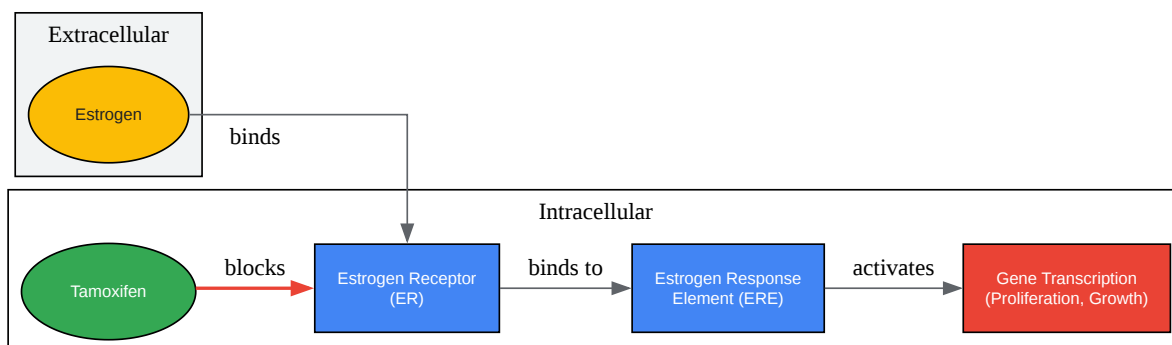 Extracellular
Estrogen
binds
Intracellular
Tamoxifen
blocks
Estrogen Receptor
(ER)
binds to
Estrogen Response
Element (ERE)
activates
Gene Transcription
(Proliferation, Growth)